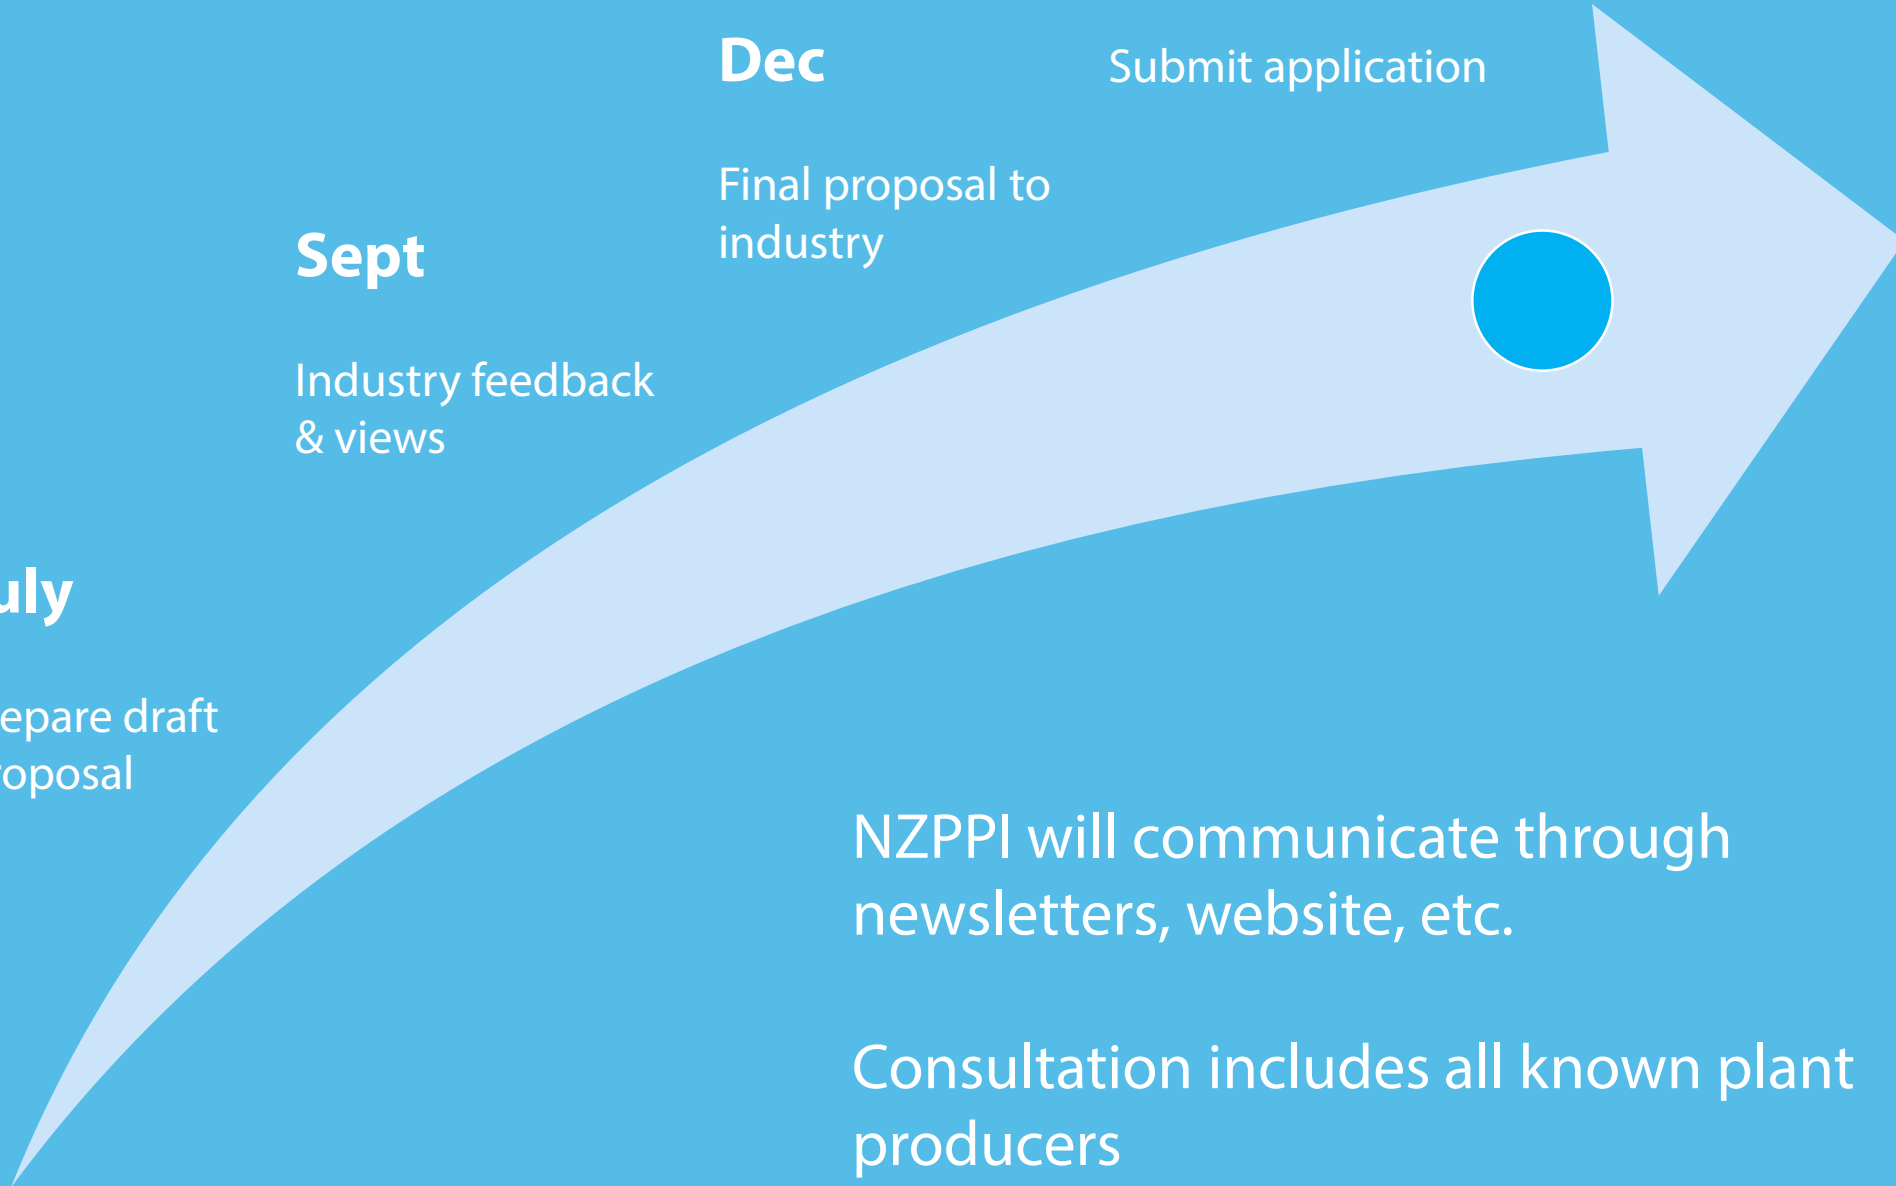 Dec
Submit application
Final proposal to
industry
Sept
Industry feedback
& views
uly
epare draft
roposal
NZPPI will communicate through
newsletters, website, etc.
Consultation includes all known plant
producers